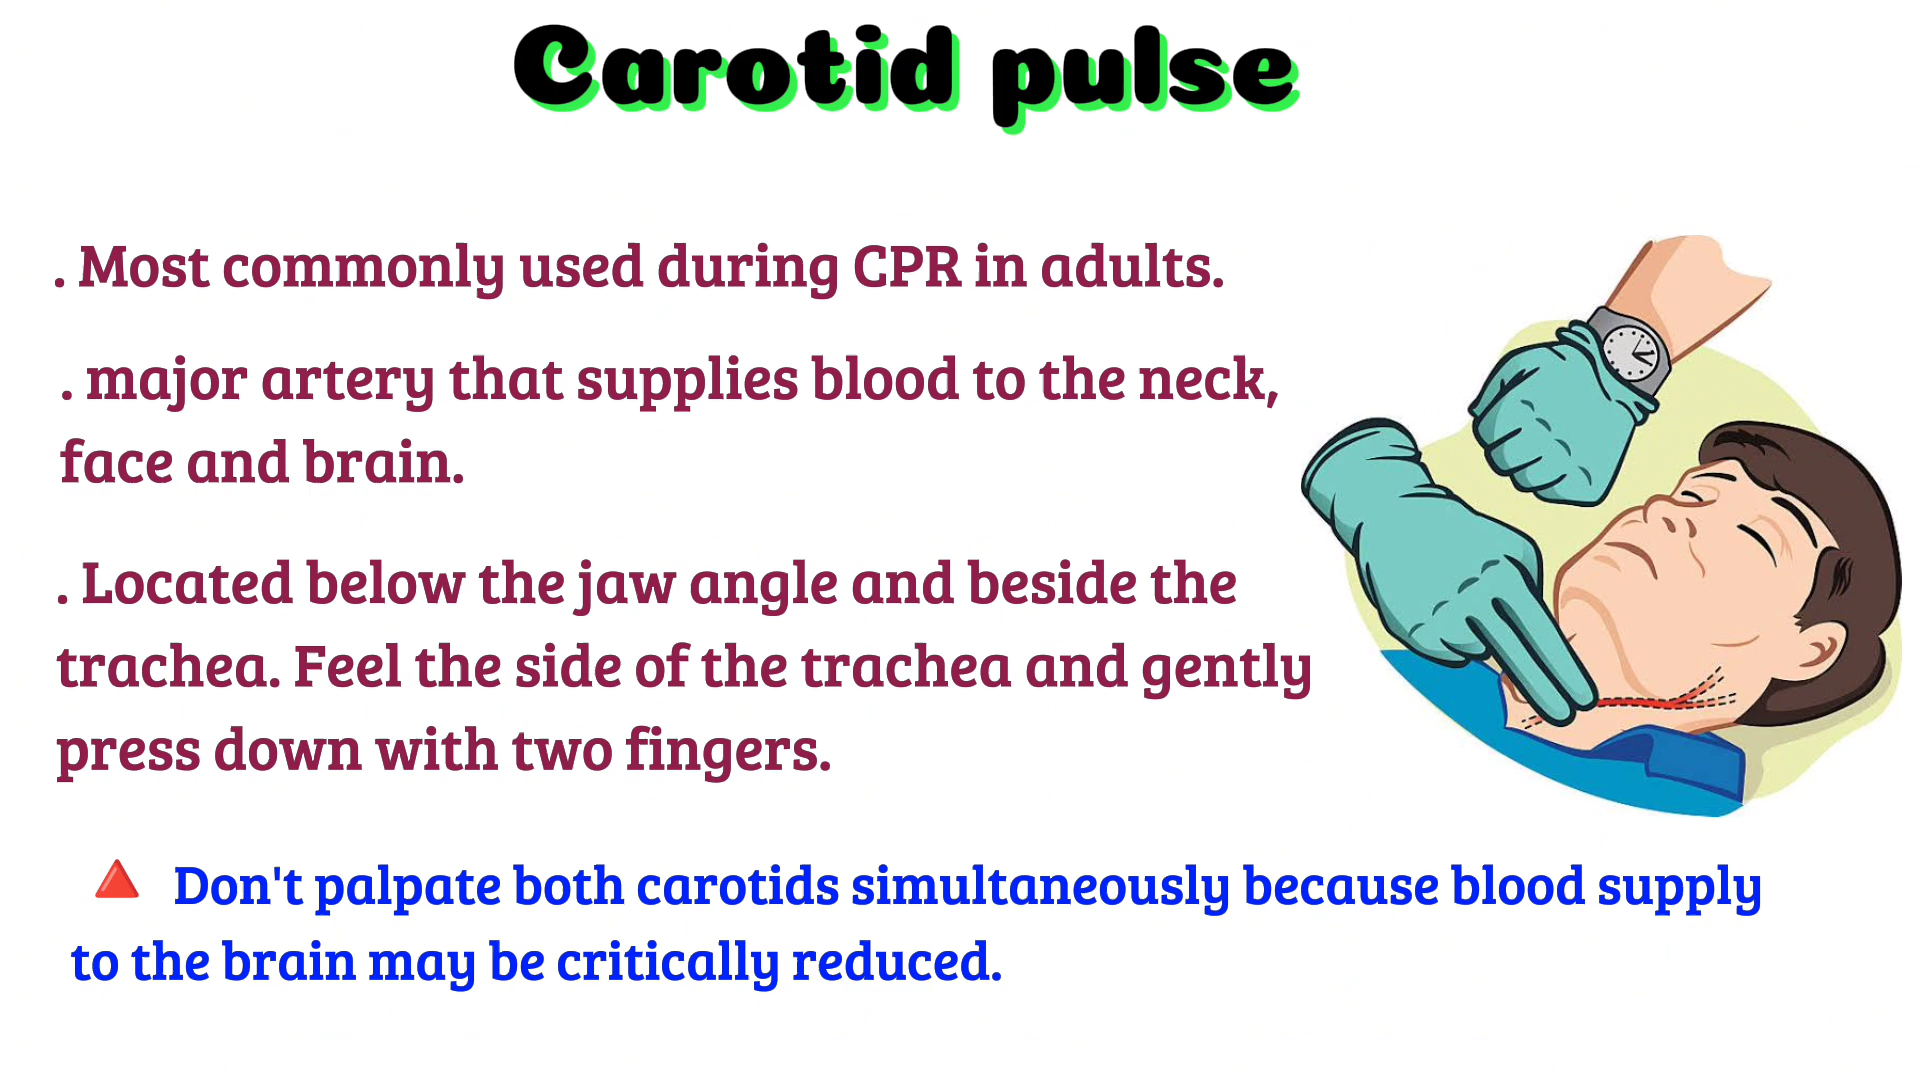 Carotid pulse
. Most commonly used during CPR in adults.
. major artery that supplies blood to the neck,
face and brain.
. Located below the jaw angle and beside the
trachea. Feel the side of the trachea and gently
press down with two fingers.
🔺 Don't palpate both carotids simultaneously because blood supply
to the brain may be critically reduced.